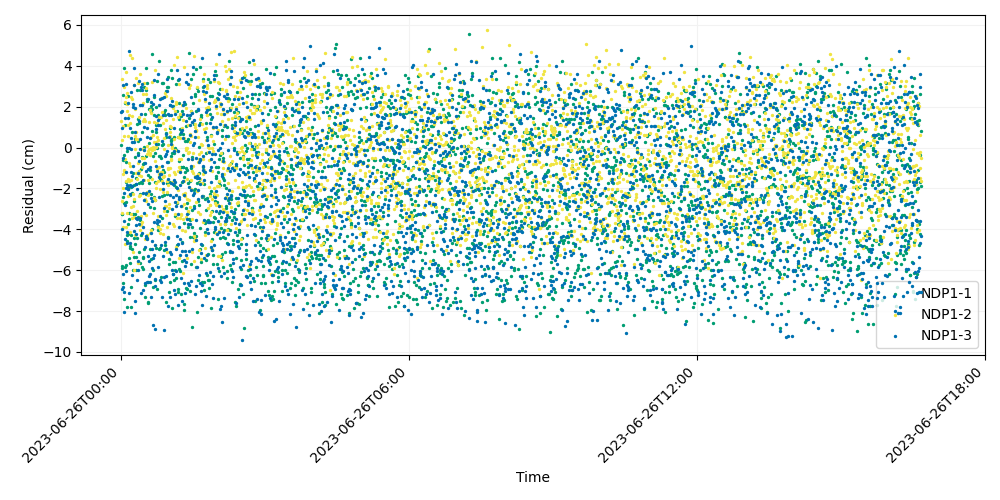 6
4
2
0
−2
−4
−6
−8
−10
Residual (cm)
NDP1-1
NDP1-2
NDP1-3
2023-06-26T00:00
2023-06-26T06:00
2023-06-26T12:00
2023-06-26T18:00
Time